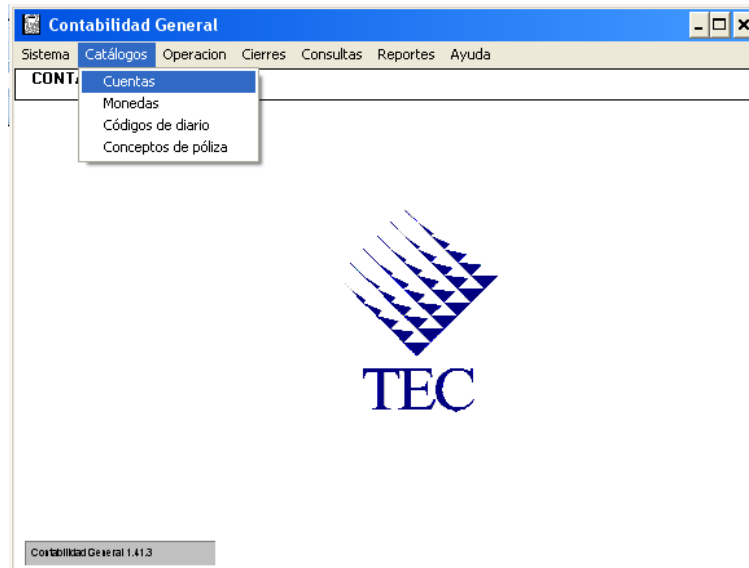 Contabilidad General
Sistema Catálogos Operacion Cierres Consultas Reportes Ayuda
CONT
Cuentas
Monedas
Códigos de diario
Conceptos de póliza
TEC
Contabilidad General 1.41.3